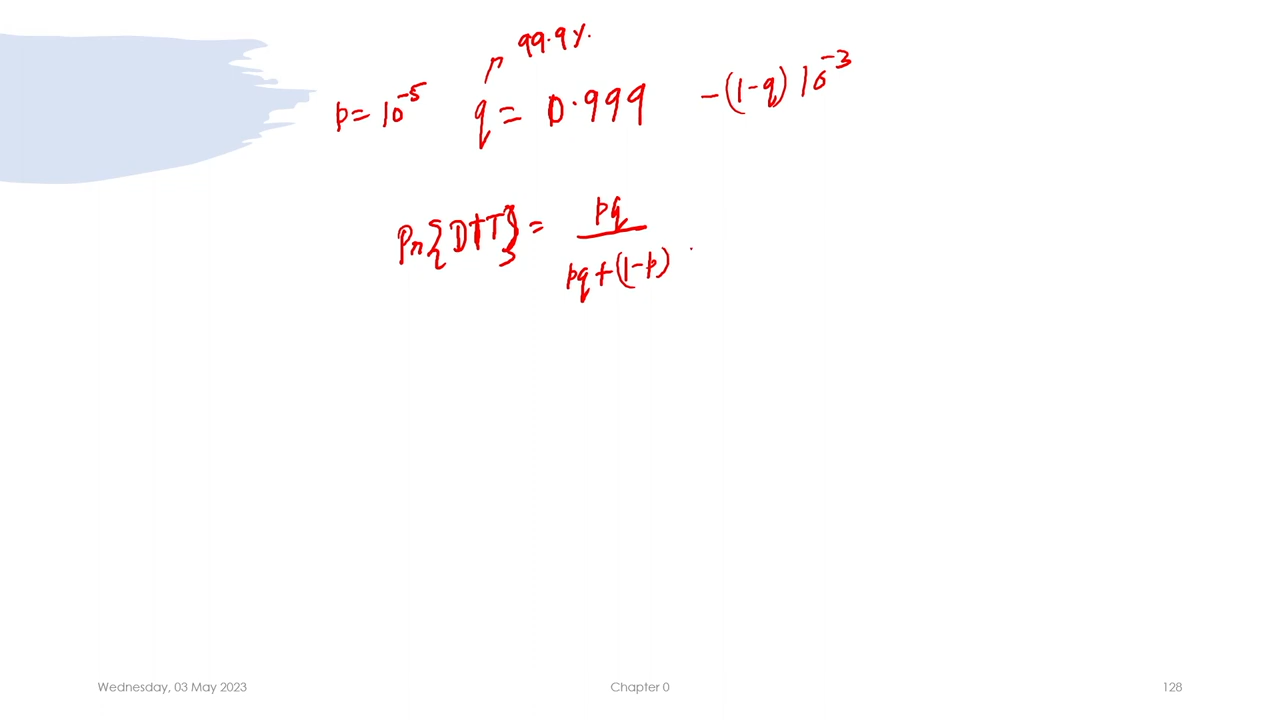 99.9%.
p = 10^-5 q = 0.999 -(1-q) 10^-3
Pr{D|T} = pq
pq+(1-p)
Wednesday, 03 May 2023 Chapter 0 128